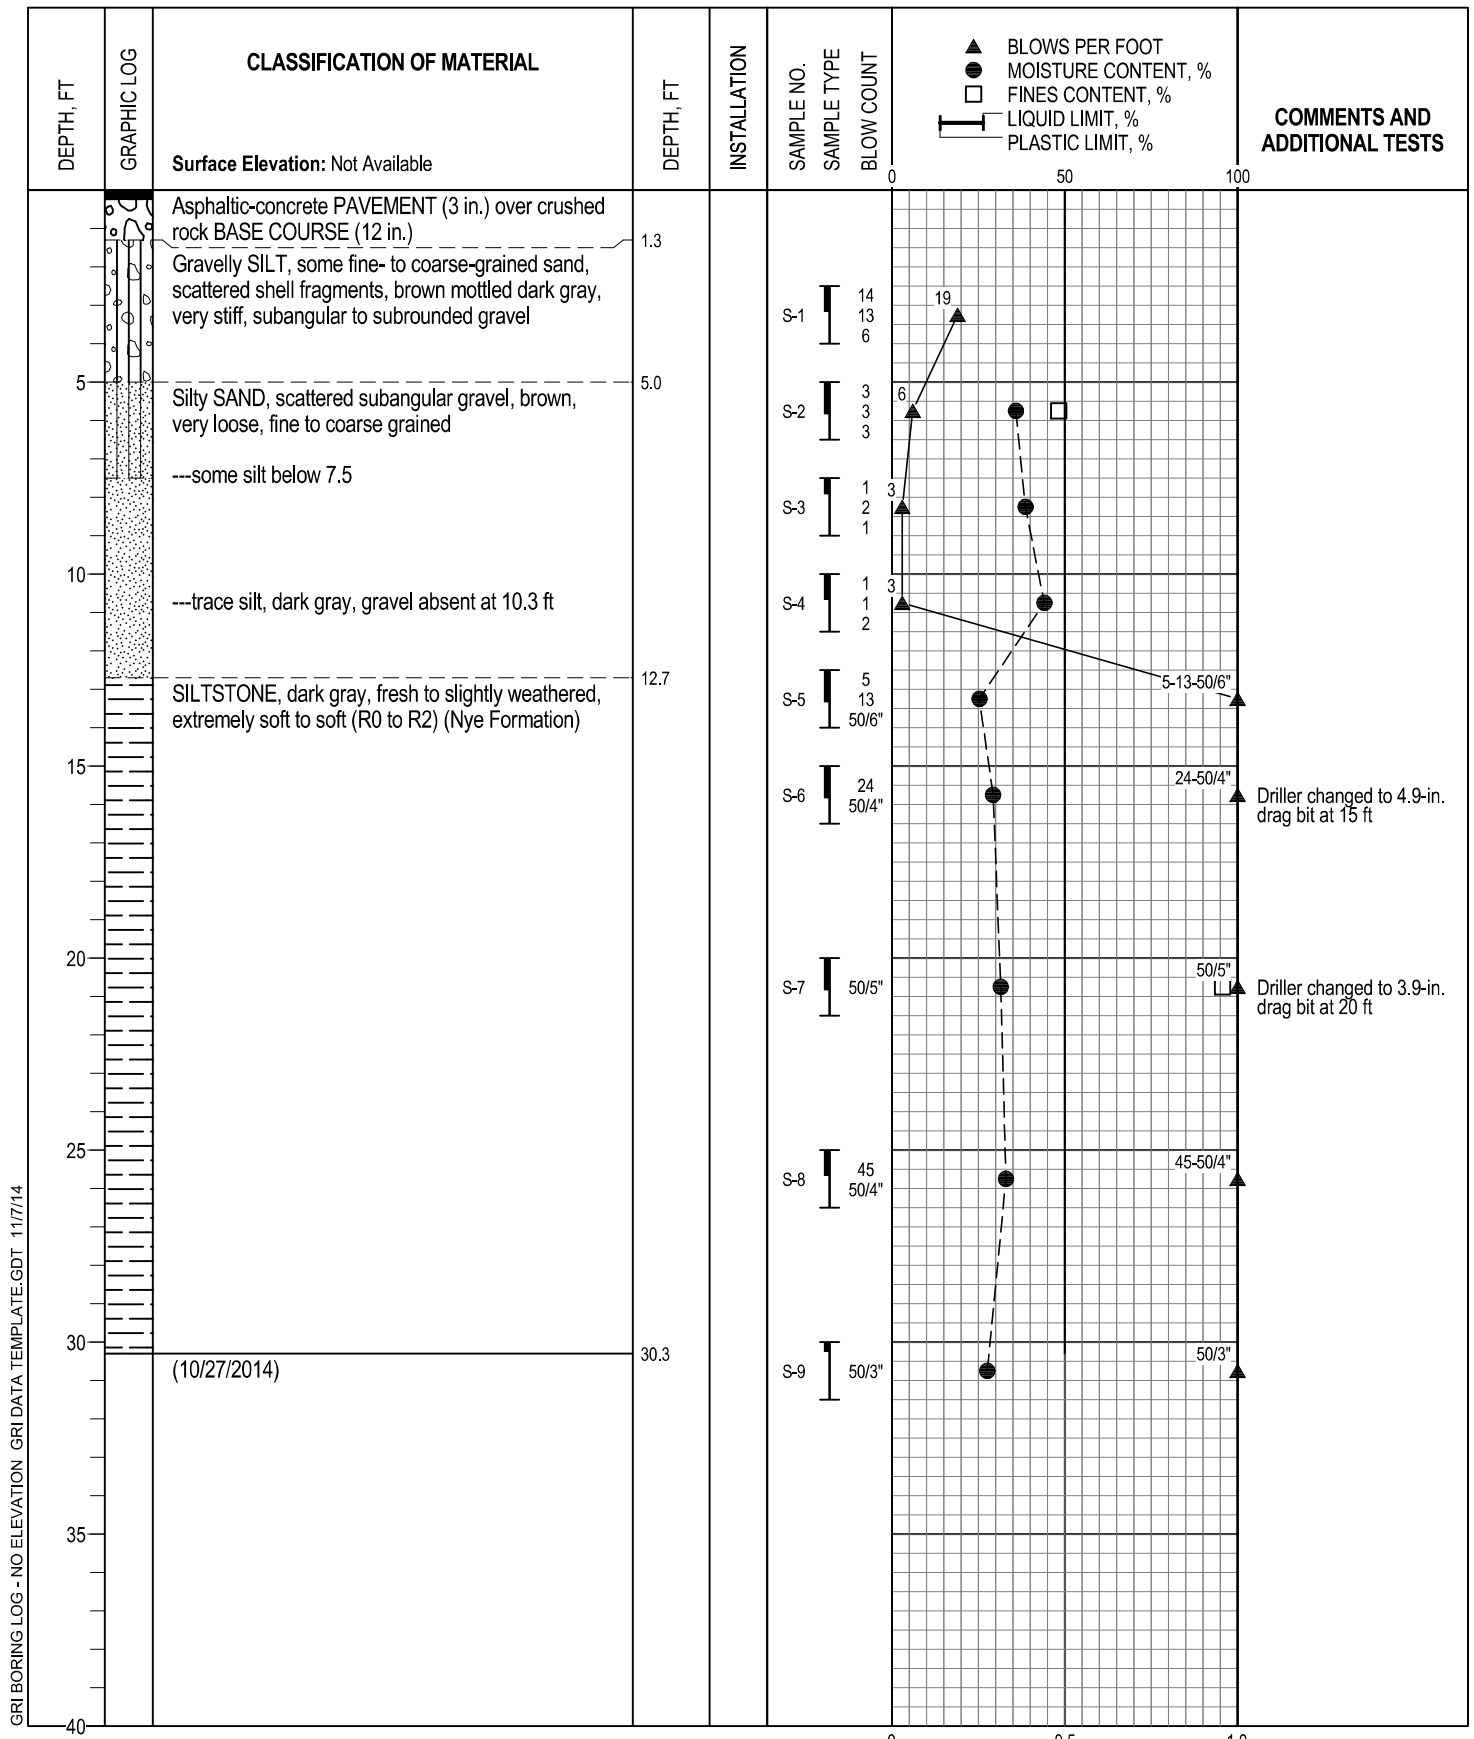 DEPTH, FT
GRAPHIC LOG
CLASSIFICATION OF MATERIAL
Surface Elevation: Not Available
DEPTH, FT
INSTALLATION
SAMPLE NO.
SAMPLE TYPE
BLOW COUNT
BLOWS PER FOOT
MOISTURE CONTENT, %
FINES CONTENT, %
LIQUID LIMIT, %
PLASTIC LIMIT, %
0 50 100
COMMENTS AND
ADDITIONAL TESTS
Asphaltic-concrete PAVEMENT (3 in.) over crushed
rock BASE COURSE (12 in.)
1.3
Gravelly SILT, some fine- to coarse-grained sand,
scattered shell fragments, brown mottled dark gray,
very stiff, subangular to subrounded gravel
S-1
14
13
6
19
5
5.0
Silty SAND, scattered subangular gravel, brown,
very loose, fine to coarse grained
S-2
3
3
3
6
---some silt below 7.5
S-3
1
2
1
3
10
---trace silt, dark gray, gravel absent at 10.3 ft
S-4
1
1
2
3
12.7
SILTSTONE, dark gray, fresh to slightly weathered,
extremely soft to soft (R0 to R2) (Nye Formation)
S-5
5
13
50/6"
5-13-50/6"
15
S-6
24
50/4"
24-50/4"
Driller changed to 4.9-in.
drag bit at 15 ft
20
S-7
50/5"
50/5"
Driller changed to 3.9-in.
drag bit at 20 ft
25
S-8
45
50/4"
45-50/4"
30
30.3
(10/27/2014)
S-9
50/3"
50/3"
35
40
0 0.5 1.0
GRI BORING LOG - NO ELEVATION GRI DATA TEMPLATE.GDT 11/7/14